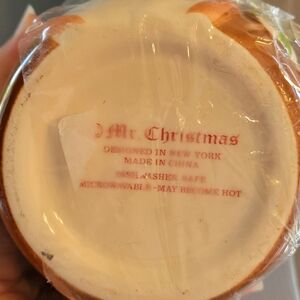 Mr. Christmas
DESIGNED IN NEW YORK
MADE IN CHINA
DISHWASHER SAFE
MICROWAVABLE - MAY BECOME HOT